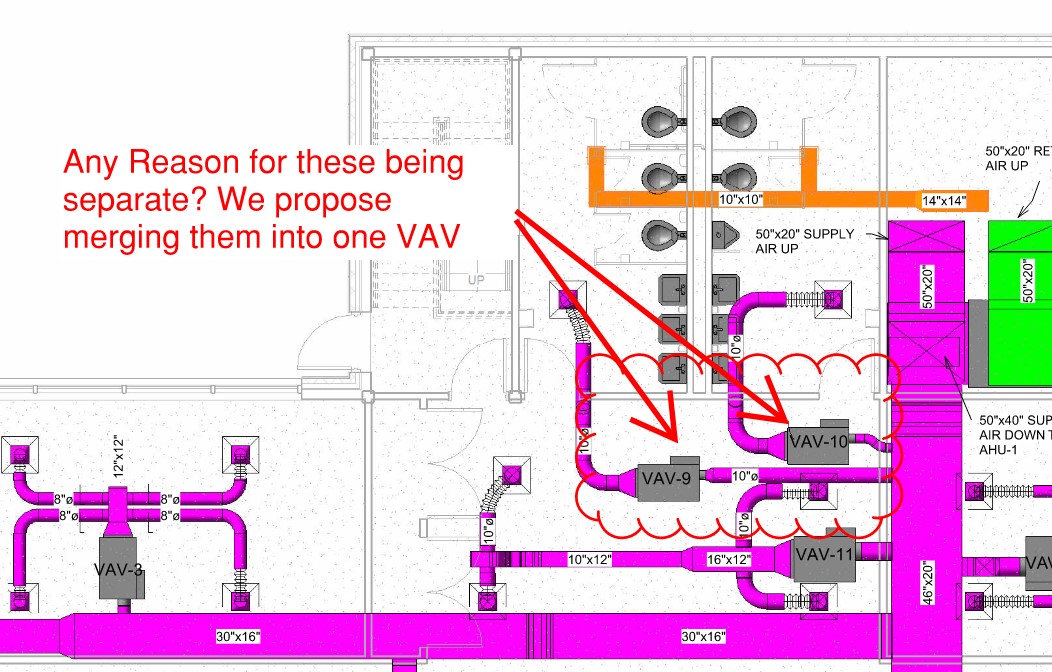 Any Reason for these being
separate? We propose
merging them into one VAV
UP
10"x10"
14"x14"
50"x20" RE
AIR UP
50"x20" SUPPLY
AIR UP
50"x20"
50"x20"
10"ø
50"x40" SUP
AIR DOWN T
AHU-1
12"x12"
10"ø
VAV-10
VAV-9
10"ø
8"ø
8"ø
8"ø
8"ø
10"ø
10"ø
VAV-3
10"x12"
16"x12"
VAV-11
VAV
46"x20"
30"x16"
30"x16"